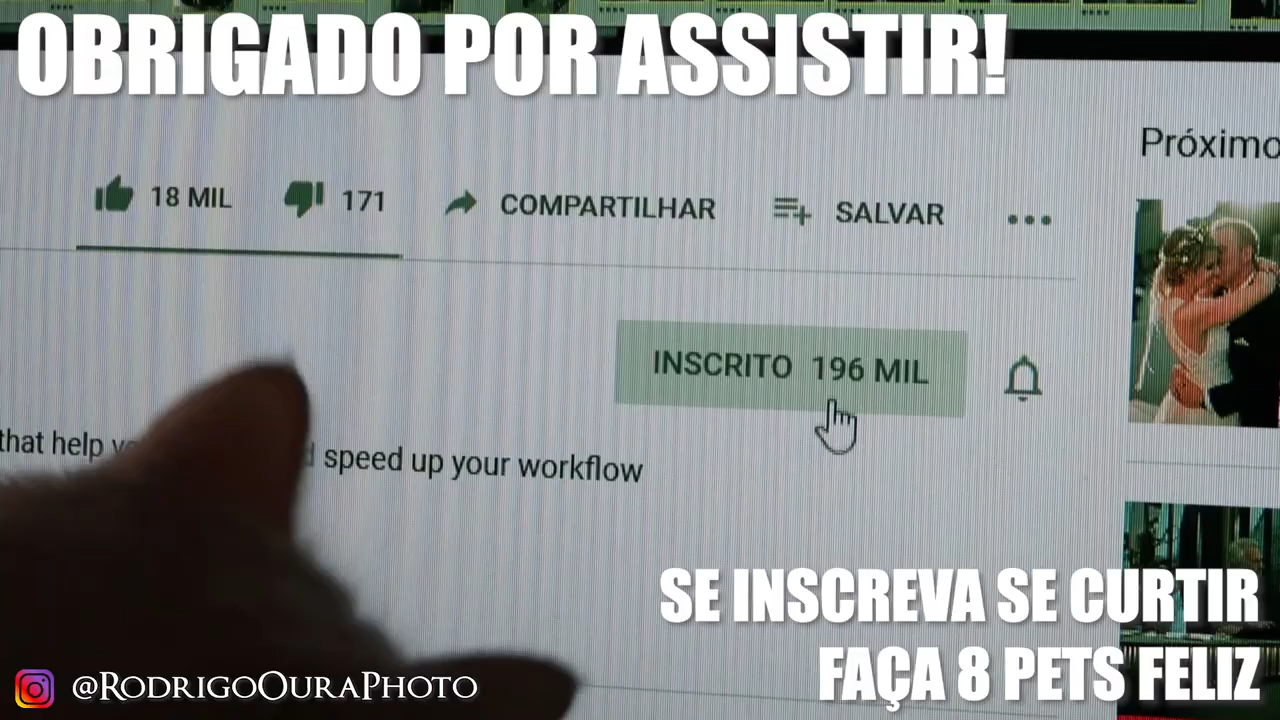 OBRIGADO POR ASSISTIR!
Próximo
18 MIL 171 COMPARTILHAR SALVAR
INSCRITO 196 MIL
that help speed up your workflow
SE INSCREVA SE CURTIR
FAÇA 8 PETS FELIZ
@RODRIGOOURAPHOTO